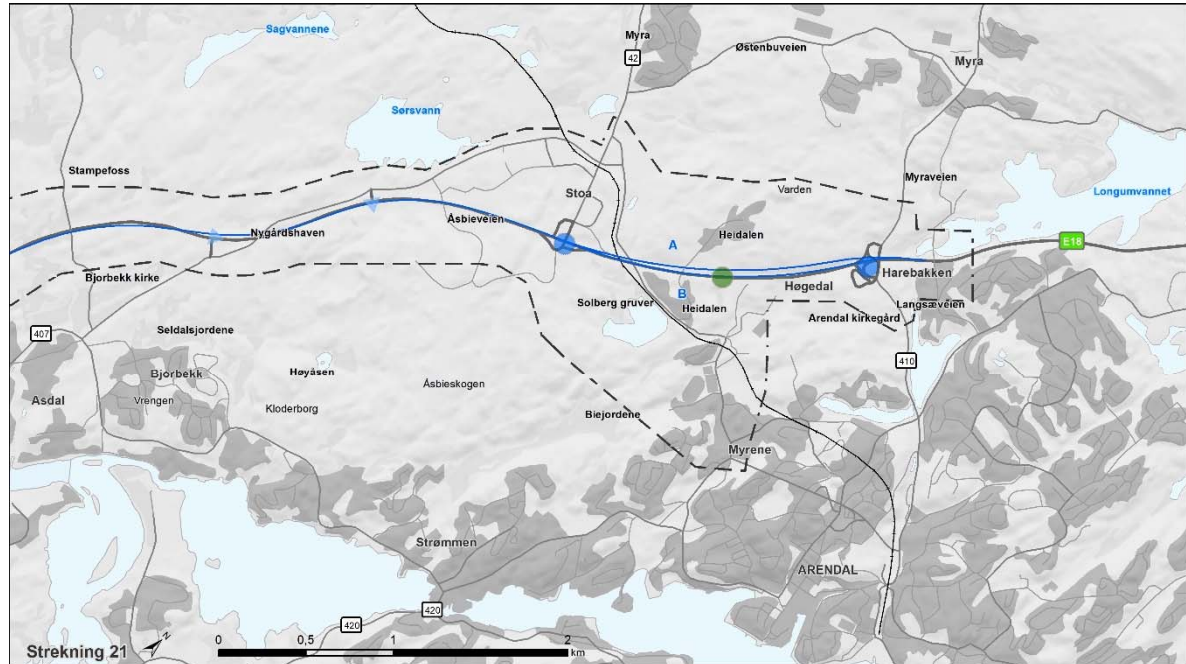 Sagvannene
Myra
42
Østenbuveien
Myra
Sørsvann
Stampefoss
Stoa
Varden
Myraveien
Longumvannet
Nygårdshaven
Åsbieveien
A
Heidalen
E18
Bjorbekk kirke
Harebakken
B
Høgedal
Solberg gruver
Heidalen
Langsæveien
Arendal kirkegård
407
Seldalsjordene
410
Bjorbekk
Høyåsen
Åsbieskogen
Asdal
Vrengen
Kloderborg
Biejordene
Myrene
Strømmen
ARENDAL
420
420
Strekning 21
N
0 0,5 1 2
km